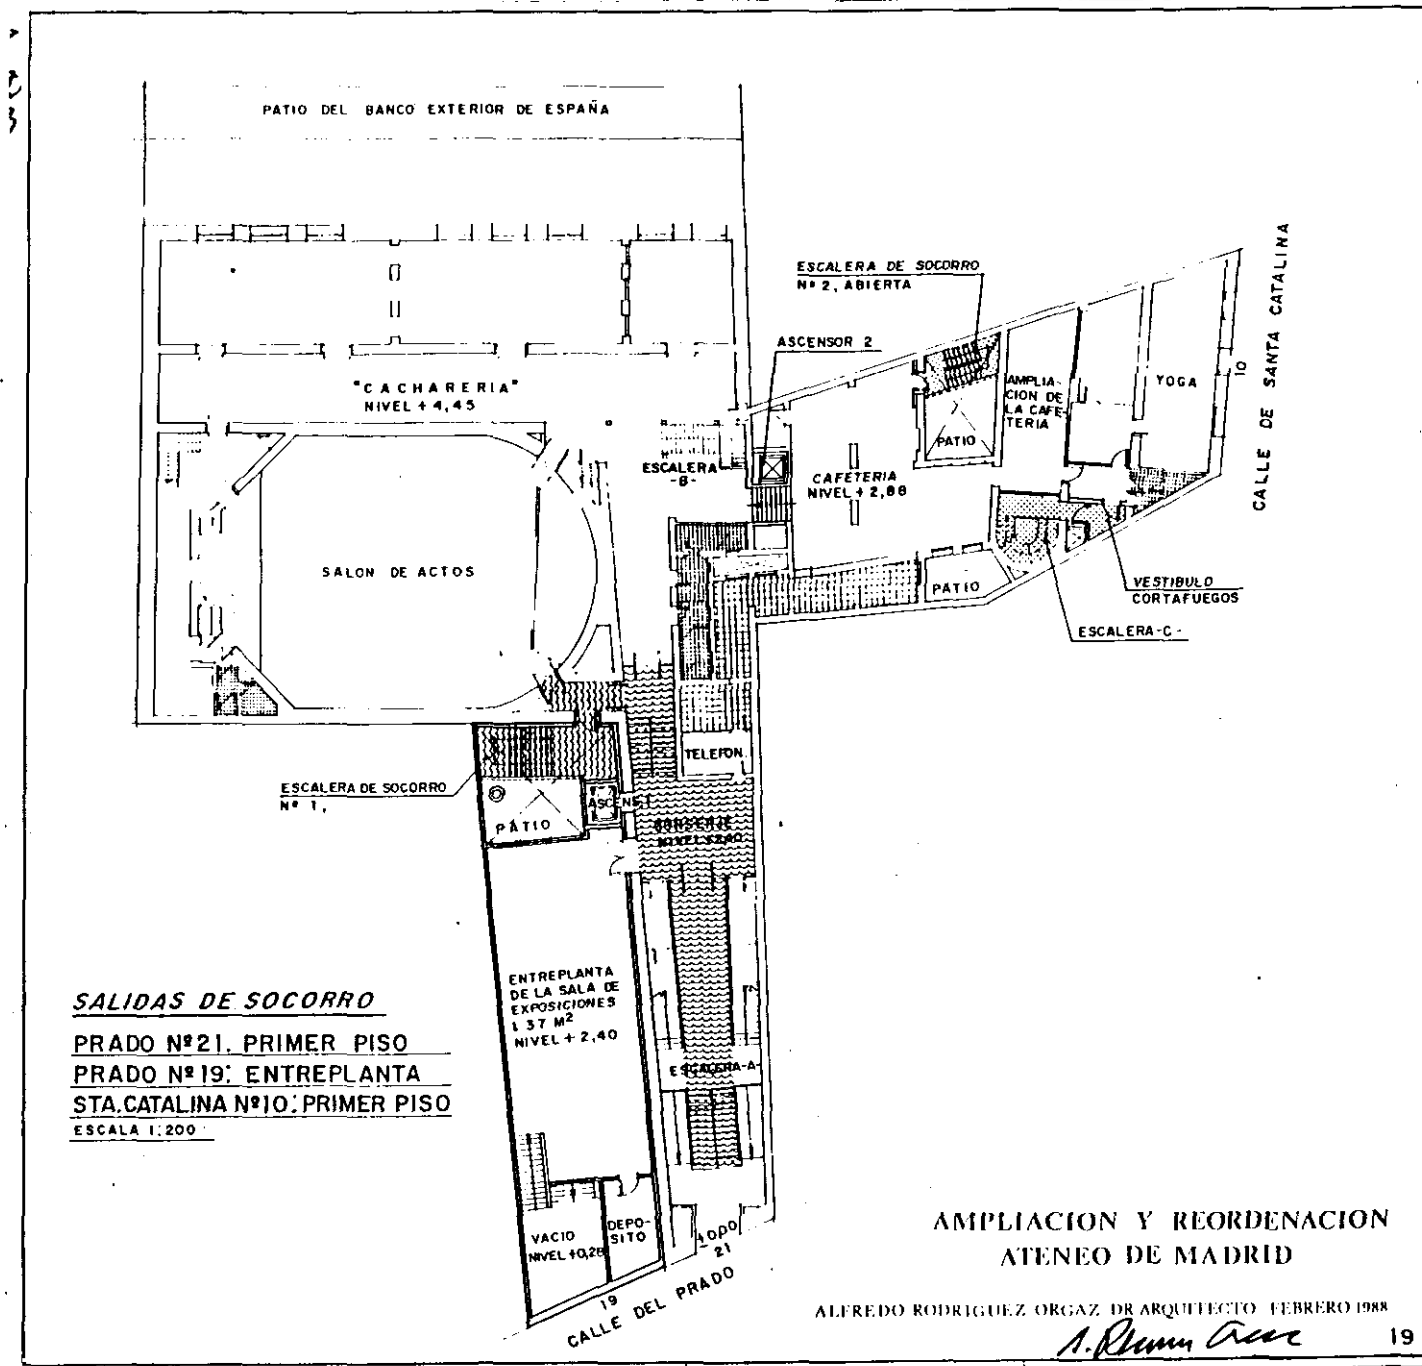 PATIO DEL BANCO EXTERIOR DE ESPAÑA
ESCALERA DE SOCORRO
Nº 2, ABIERTA
ASCENSOR 2
"CACHARERIA"
NIVEL + 4,45
ESCALERA
-B-
CAFETERIA
NIVEL + 2,88
PATIO
AMPLIA-
CION DE
LA CAFE-
TERIA
YOGA
10
CALLE DE SANTA CATALINA
SALON DE ACTOS
PATIO
VESTIBULO
CORTAFUEGOS
ESCALERA-C-
TELEFON.
ESCALERA DE SOCORRO
Nº 1,
PATIO
ASCENS 1
CONSERJE
ENTREPLANTA
DE LA SALA DE
EXPOSICIONES
137 M²
NIVEL + 2,40
ESCALERA-A-
VACIO
NIVEL +0,28
DEPO-
SITO
21
19
CALLE DEL PRADO
SALIDAS DE SOCORRO
PRADO Nº21. PRIMER PISO
PRADO Nº19: ENTREPLANTA
STA.CATALINA Nº10: PRIMER PISO
ESCALA 1:200
AMPLIACION Y REORDENACION
ATENEO DE MADRID
ALFREDO RODRIGUEZ ORGAZ DR ARQUITECTO FEBRERO 1988
19